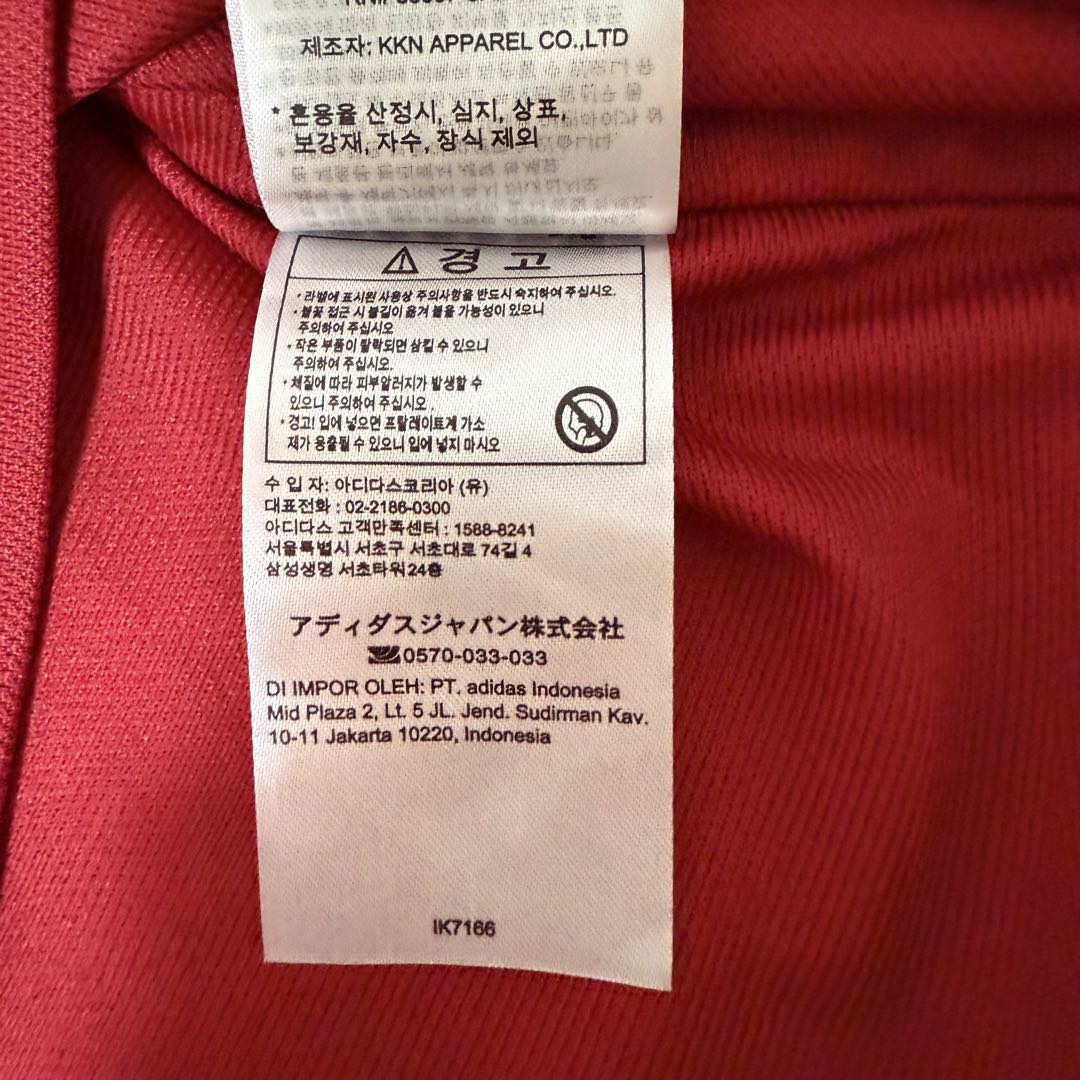 제조자: KKN APPAREL CO.,LTD
* 혼용율 산정시, 심지, 상표,
보강재, 자수, 장식 제외
⚠ 경 고
· 라벨에 표시된 사용상 주의사항을 반드시 숙지하여 주십시오.
· 불꽃 접근 시 불길이 옮겨 붙을 가능성이 있으니
주의하여 주십시오
· 작은 부품이 탈락되면 삼킬 수 있으니
주의하여 주십시오.
· 체질에 따라 피부알러지가 발생할 수
있으니 주의하여 주십시오.
· 경고! 입에 넣으면 프탈레이트계 가소
제가 용출될 수 있으니 입에 넣지 마시오
수 입 자: 아디다스코리아 (유)
대표전화 : 02-2186-0300
아디다스 고객만족센터 : 1588-8241
서울특별시 서초구 서초대로 74길 4
삼성생명 서초타워 24층
アディダスジャパン株式会社
0570-033-033
DI IMPOR OLEH: PT. adidas Indonesia
Mid Plaza 2, Lt. 5 JL. Jend. Sudirman Kav.
10-11 Jakarta 10220, Indonesia
IK7166